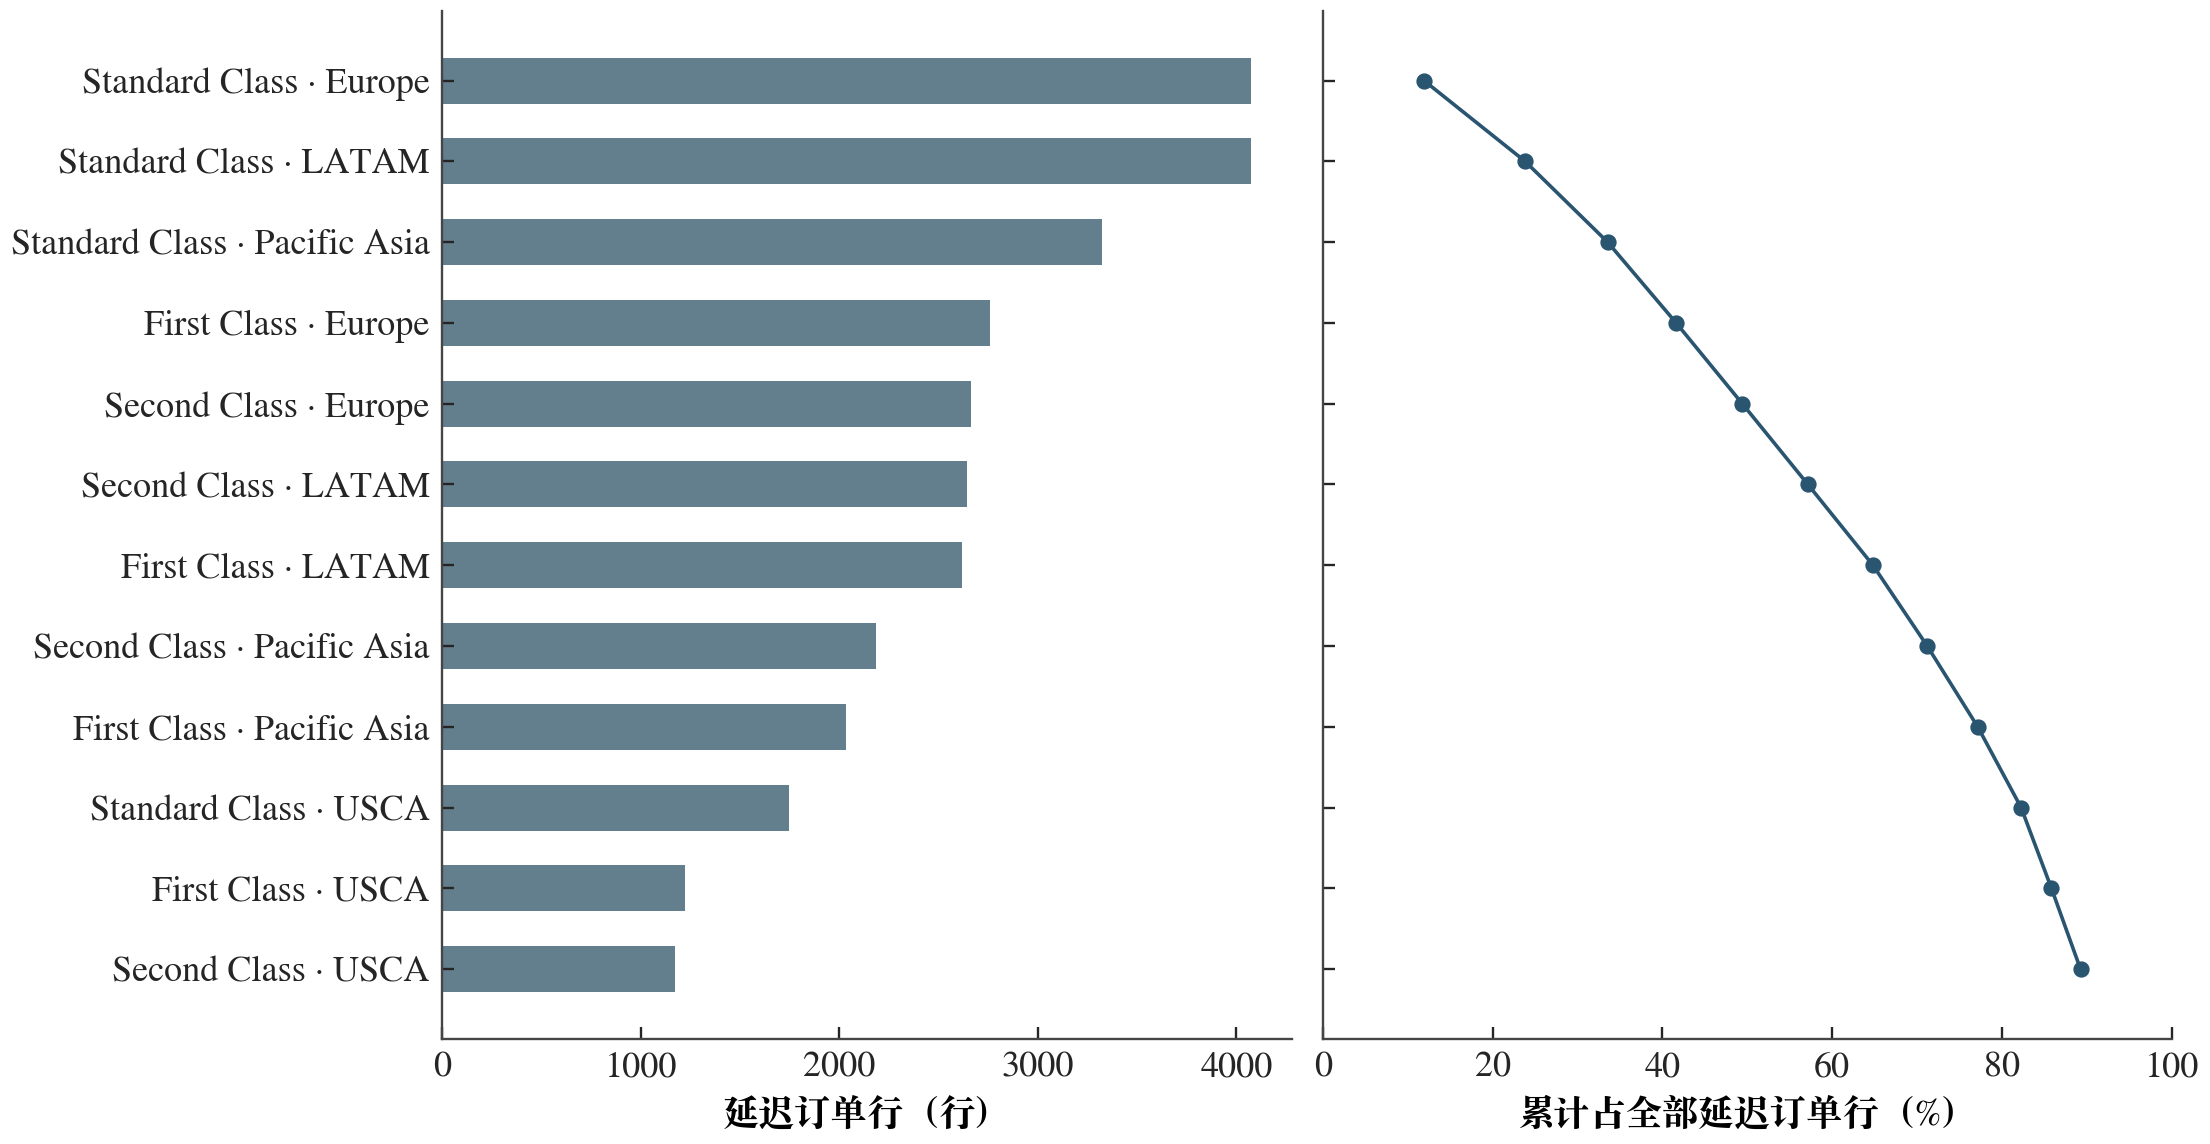 Standard Class · Europe
Standard Class · LATAM
Standard Class · Pacific Asia
First Class · Europe
Second Class · Europe
Second Class · LATAM
First Class · LATAM
Second Class · Pacific Asia
First Class · Pacific Asia
Standard Class · USCA
First Class · USCA
Second Class · USCA
0 1000 2000 3000 4000
延迟订单行（行）
0 20 40 60 80 100
累计占全部延迟订单行（%）